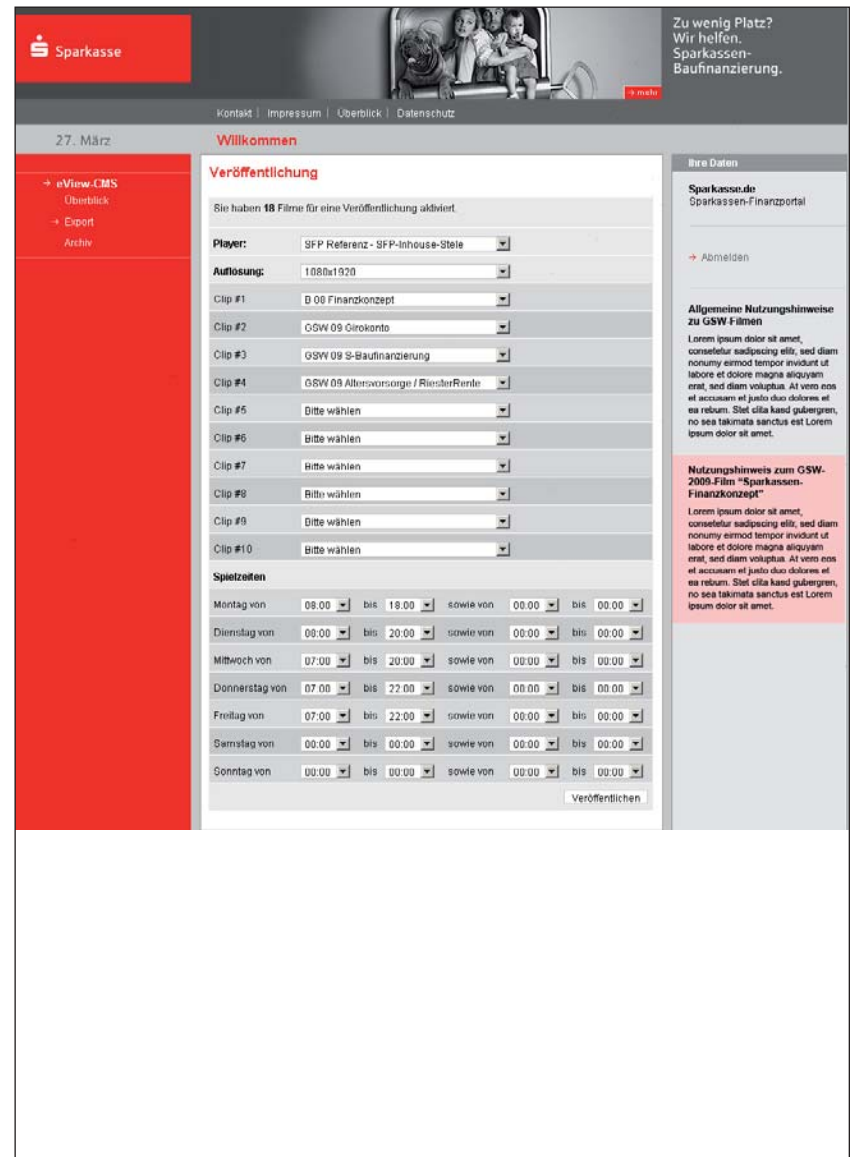 Sparkasse
Zu wenig Platz?
Wir helfen.
Sparkassen-
Baufinanzierung.
→ mehr
Kontakt | Impressum | Überblick | Datenschutz
27. März
Willkommen
→ eView-CMS
Überblick
→ Export
Archiv
Veröffentlichung
Sie haben 18 Filme für eine Veröffentlichung aktiviert.
Player: SFP Referenz - SFP-Inhouse-Stele
Auflösung: 1080x1920
Clip #1 B 08 Finanzkonzept
Clip #2 GSW 09 Girokonto
Clip #3 GSW 09 S-Baufinanzierung
Clip #4 GSW 09 Altersvorsorge / RiesterRente
Clip #5 Bitte wählen
Clip #6 Bitte wählen
Clip #7 Bitte wählen
Clip #8 Bitte wählen
Clip #9 Bitte wählen
Clip #10 Bitte wählen
Spielzeiten
Montag von 08:00 bis 18:00 sowie von 00:00 bis 00:00
Dienstag von 08:00 bis 20:00 sowie von 00:00 bis 00:00
Mittwoch von 07:00 bis 20:00 sowie von 00:00 bis 00:00
Donnerstag von 07:00 bis 22:00 sowie von 00:00 bis 00:00
Freitag von 07:00 bis 22:00 sowie von 00:00 bis 00:00
Samstag von 00:00 bis 00:00 sowie von 00:00 bis 00:00
Sonntag von 00:00 bis 00:00 sowie von 00:00 bis 00:00
Veröffentlichen
Ihre Daten
Sparkasse.de
Sparkassen-Finanzportal
→ Abmelden
Allgemeine Nutzungshinweise
zu GSW-Filmen
Lorem ipsum dolor sit amet,
consetetur sadipscing elitr, sed diam
nonumy eirmod tempor invidunt ut
labore et dolore magna aliquyam
erat, sed diam voluptua. At vero eos
et accusam et justo duo dolores et
ea rebum. Stet clita kasd gubergren,
no sea takimata sanctus est Lorem
ipsum dolor sit amet.
Nutzungshinweis zum GSW-
2009-Film "Sparkassen-
Finanzkonzept"
Lorem ipsum dolor sit amet,
consetetur sadipscing elitr, sed diam
nonumy eirmod tempor invidunt ut
labore et dolore magna aliquyam
erat, sed diam voluptua. At vero eos
et accusam et justo duo dolores et
ea rebum. Stet clita kasd gubergren,
no sea takimata sanctus est Lorem
ipsum dolor sit amet.